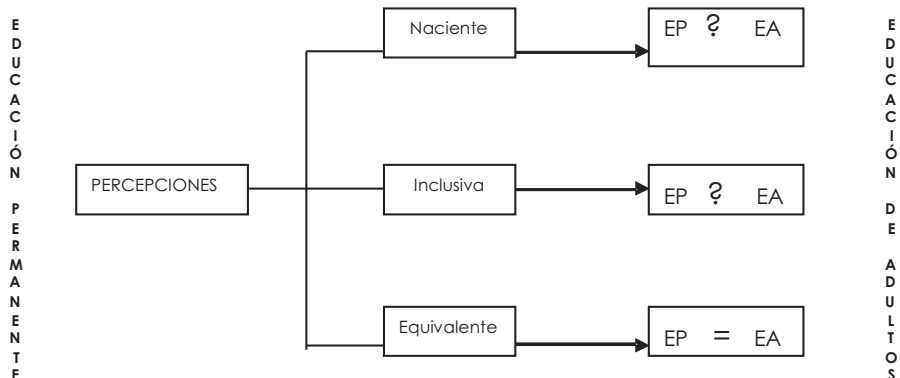 EDUCACIÓN PERMANENTE
Naciente
EP ? EA
PERCEPCIONES
Inclusiva
EP ? EA
Equivalente
EP = EA
EDUCACIÓN DE ADULTOS